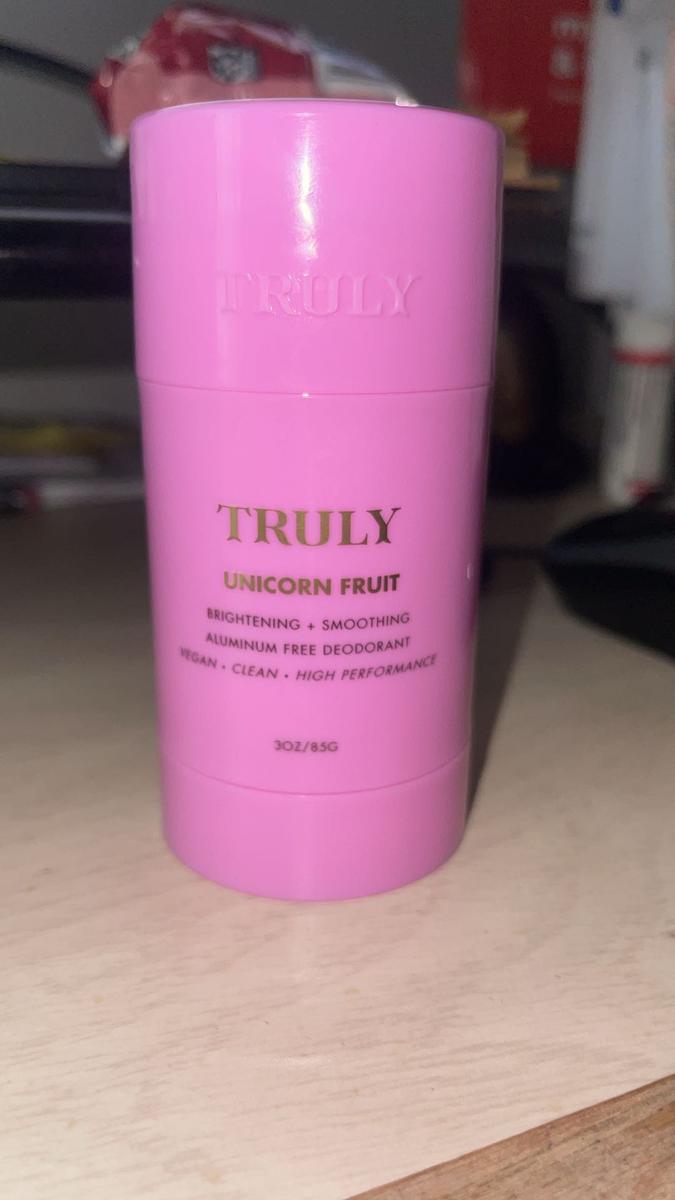 TRULY
TRULY
UNICORN FRUIT
BRIGHTENING + SMOOTHING
ALUMINUM FREE DEODORANT
VEGAN • CLEAN • HIGH PERFORMANCE
3OZ/85G